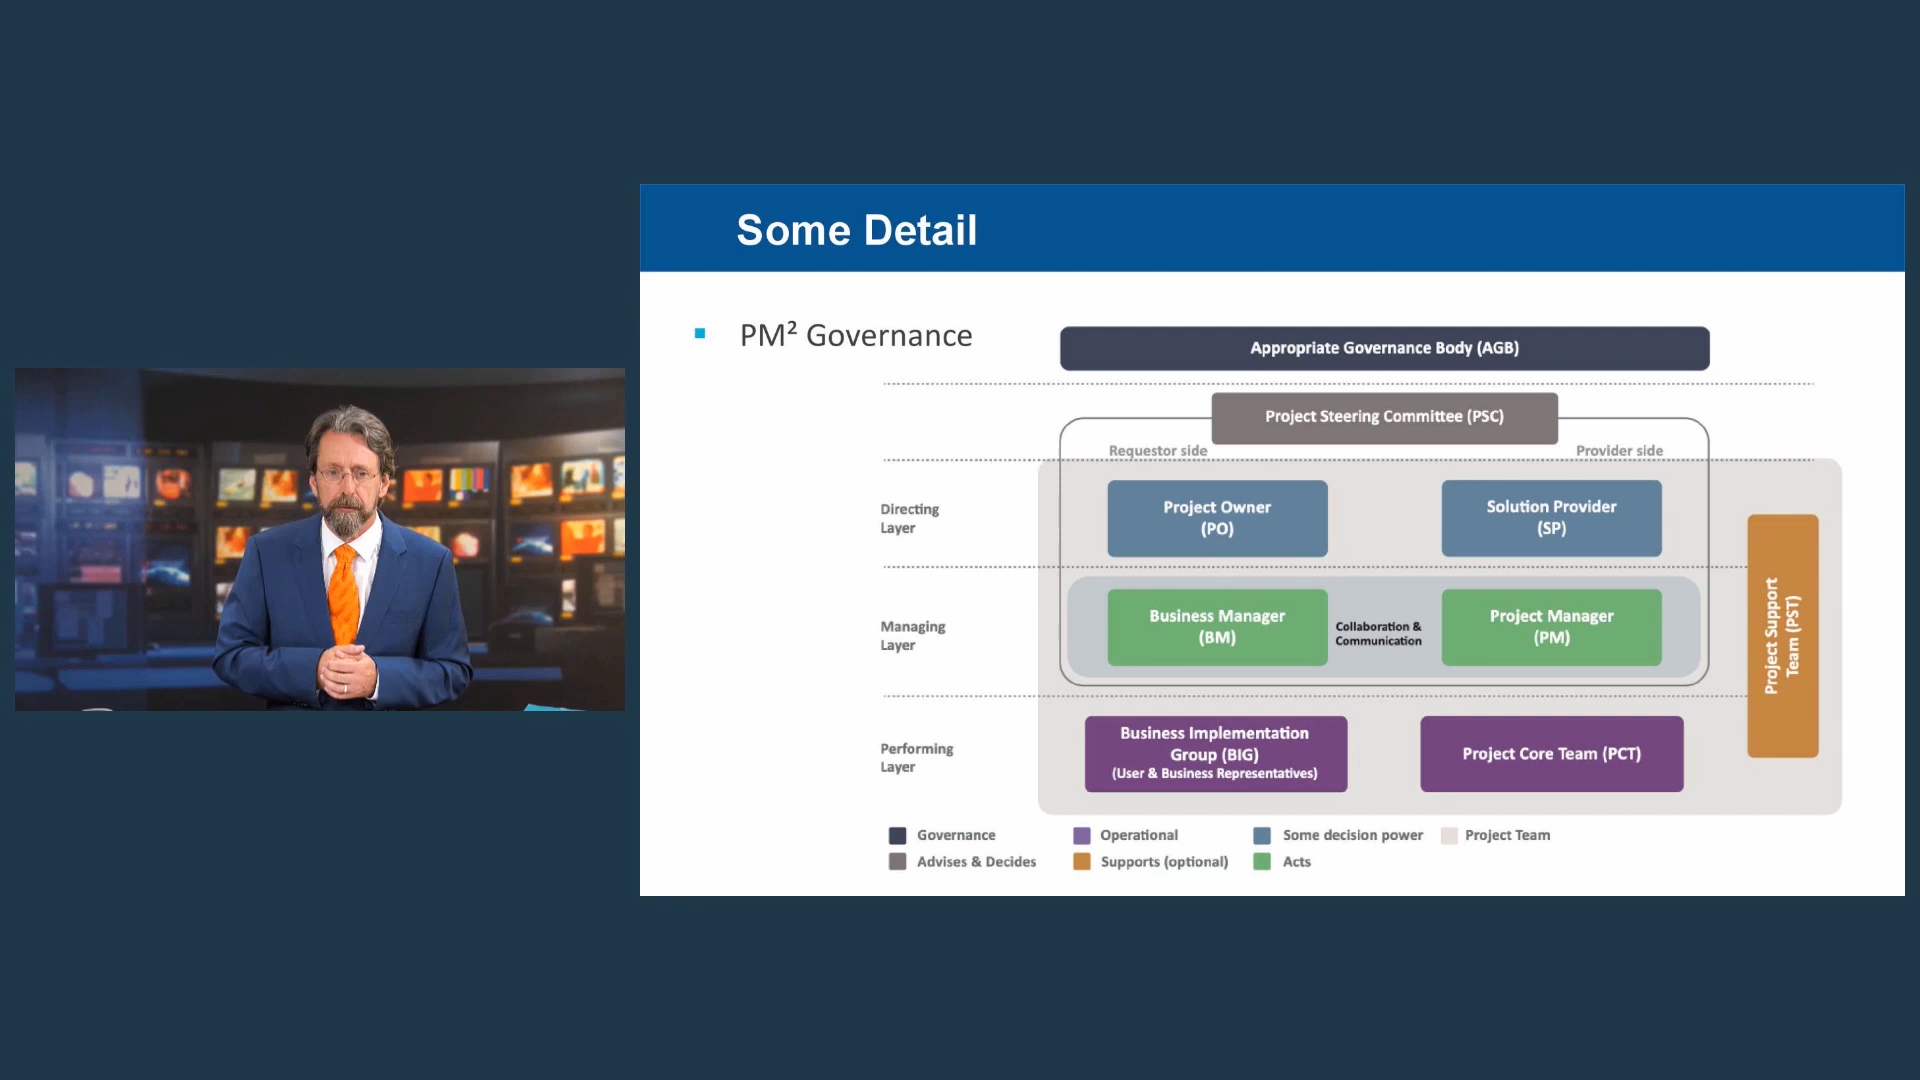 Some Detail
PM² Governance
Appropriate Governance Body (AGB)
Project Steering Committee (PSC)
Requestor side
Provider side
Directing
Layer
Project Owner
(PO)
Solution Provider
(SP)
Managing
Layer
Business Manager
(BM)
Collaboration &
Communication
Project Manager
(PM)
Project Support
Team (PST)
Performing
Layer
Business Implementation
Group (BIG)
(User & Business Representatives)
Project Core Team (PCT)
Governance
Operational
Some decision power
Project Team
Advises & Decides
Supports (optional)
Acts